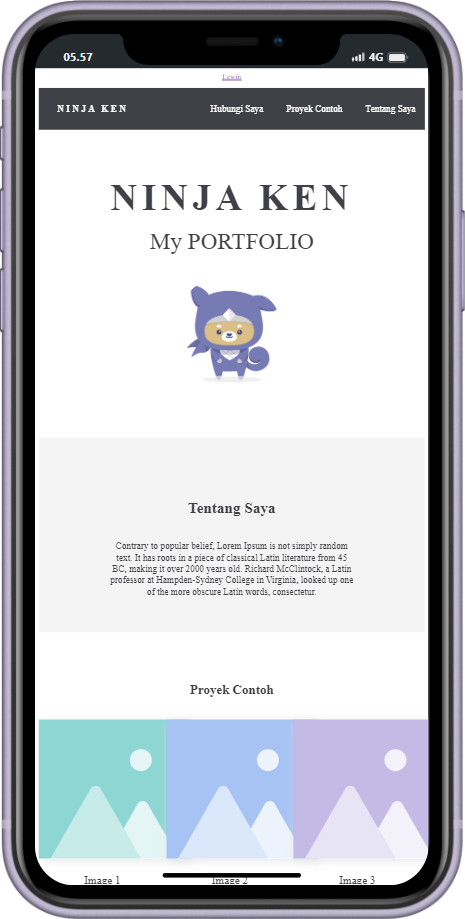 05.57
4G
Login
NINJA KEN
Hubungi Saya
Proyek Contoh
Tentang Saya
NINJA KEN
My PORTFOLIO
Tentang Saya
Contrary to popular belief, Lorem Ipsum is not simply random
text. It has roots in a piece of classical Latin literature from 45
BC, making it over 2000 years old. Richard McClintock, a Latin
professor at Hampden-Sydney College in Virginia, looked up one
of the more obscure Latin words, consectetur.
Proyek Contoh
Image 1
Image 2
Image 3